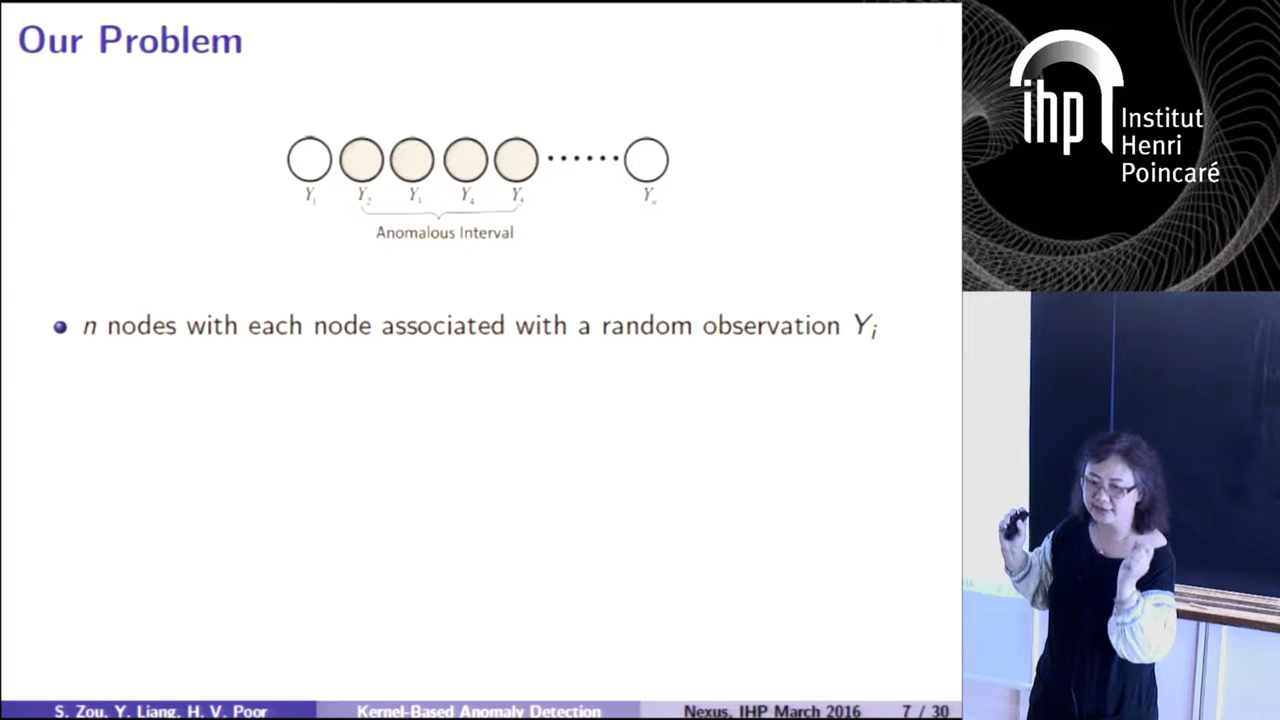 Our Problem
Y₁ Y₂ Y₃ Y₄ Y₅ Yₙ
Anomalous Interval
n nodes with each node associated with a random observation Yᵢ
S. Zou, Y. Liang, H. V. Poor Kernel-Based Anomaly Detection Nexus, IHP March 2016 7 / 30
ihp
Institut
Henri
Poincaré